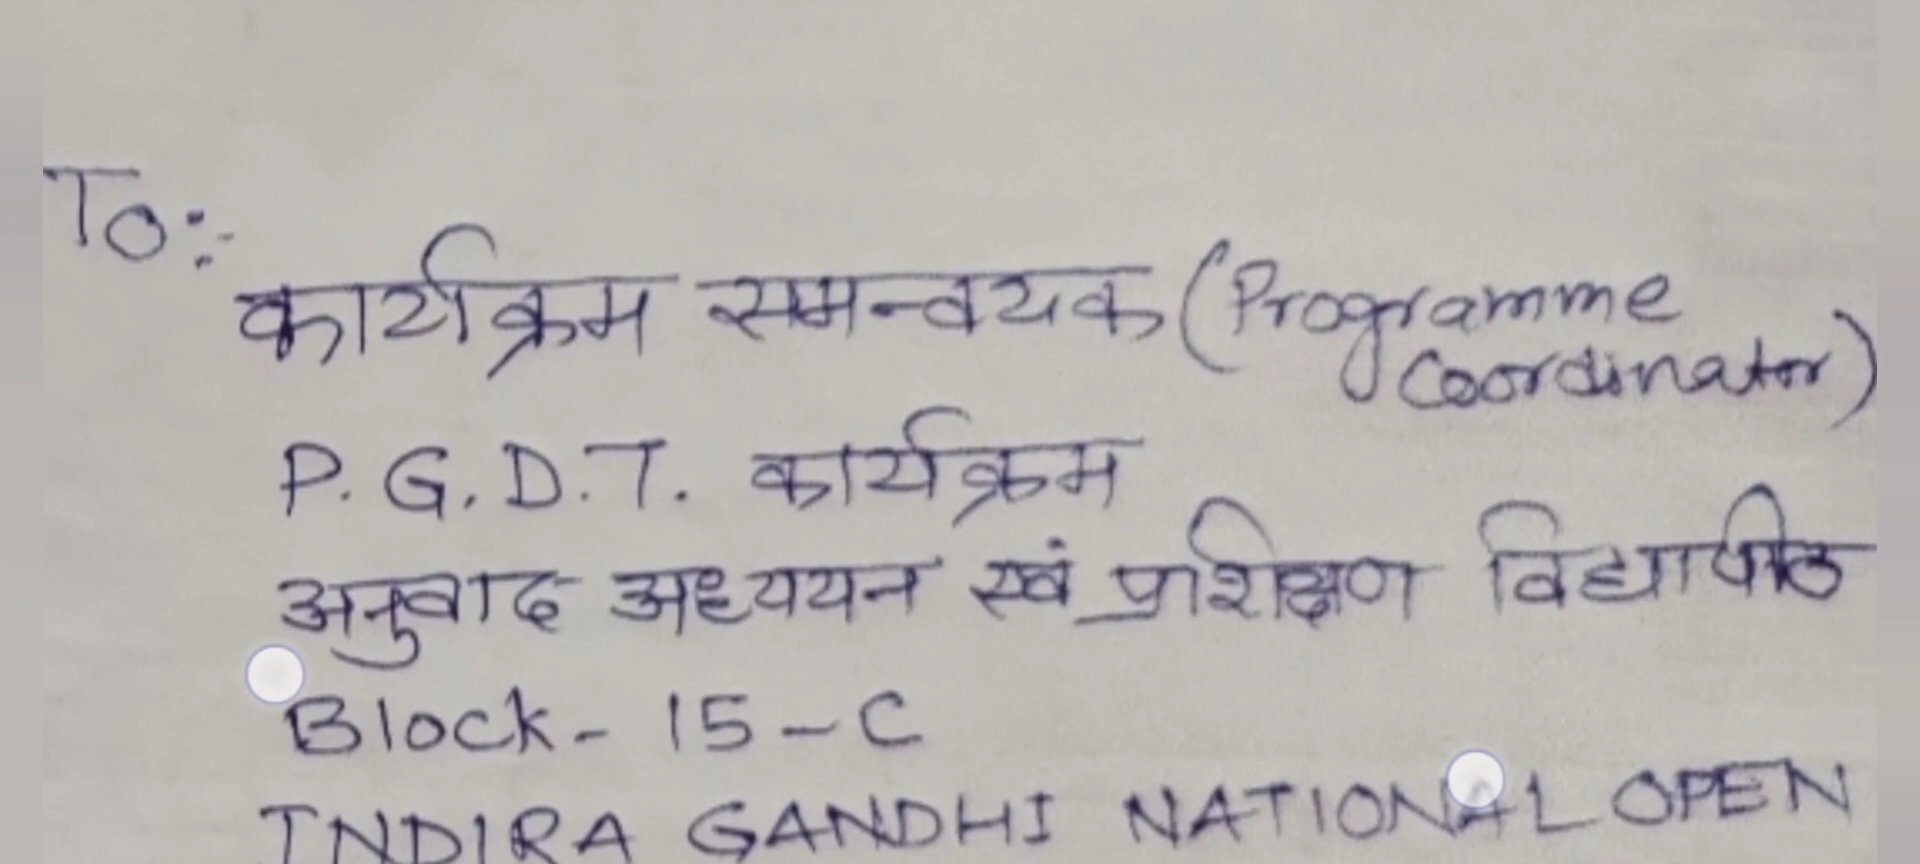 To:-
कार्यक्रम समन्वयक (Programme
Coordinator)
P.G.D.T. कार्यक्रम
अनुवाद अध्ययन एवं प्रशिक्षण विद्यापीठ
Block - 15 - C
INDIRA GANDHI NATIONAL OPEN